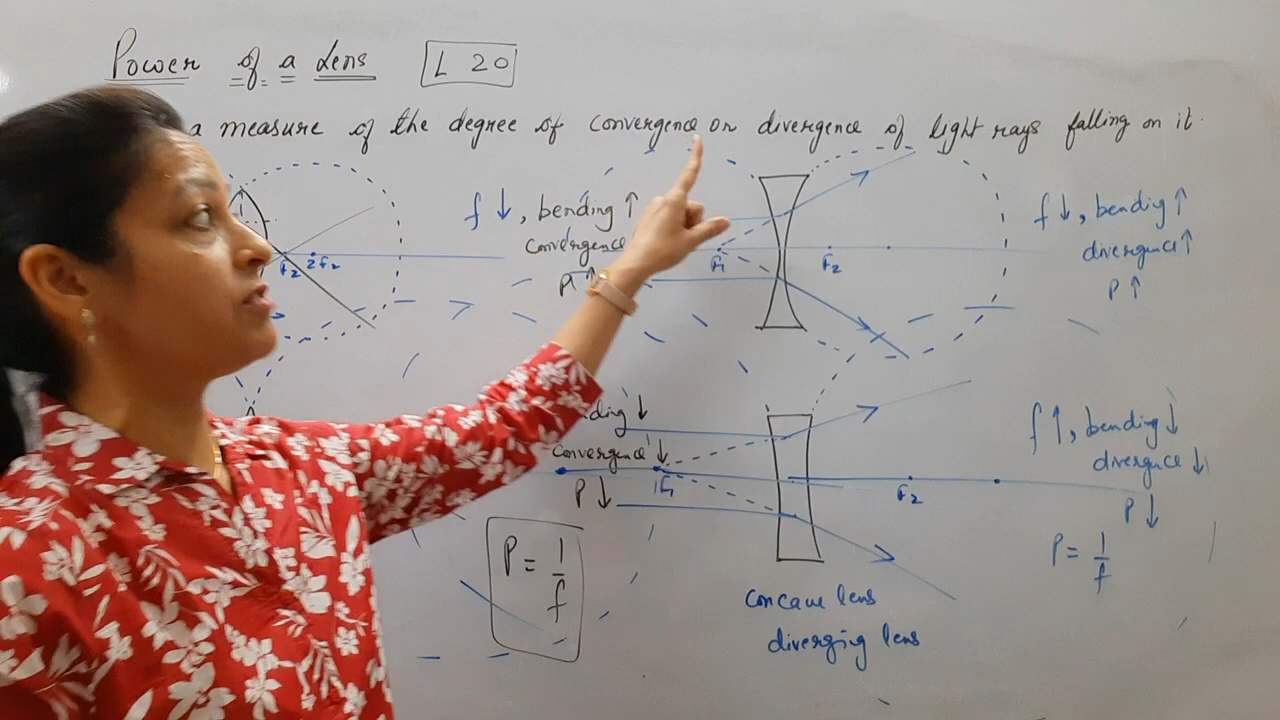 Power of a Lens
L 20
a measure of the degree of convergence or divergence of light rays falling on it.
F2 2F2
f ↓, bending ↑
convergence
P ↑
F1
F2
f ↓, bending ↑
divergence ↑
P ↑
↓
convergence ↓
P ↓
F1
F2
f ↑, bending ↓
divergence ↓
P ↓
P = 1/f
P = 1/f
concave lens
diverging lens